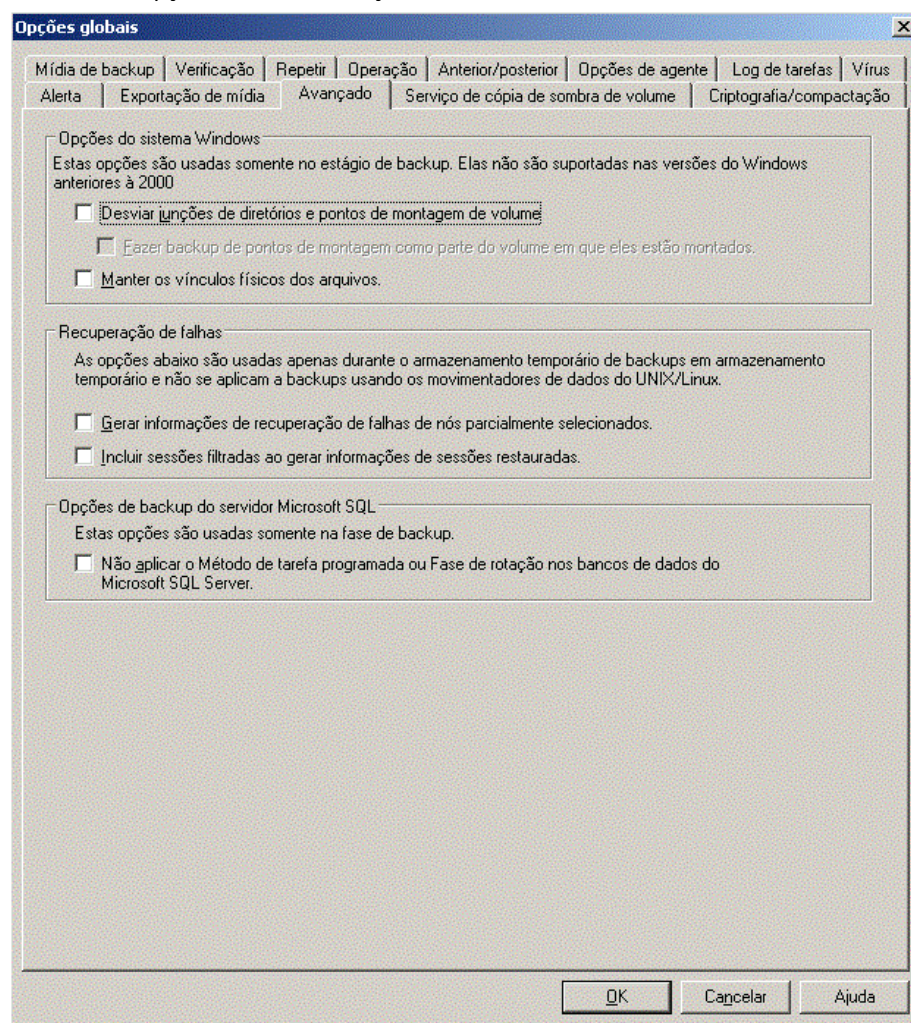 Opções globais
Mídia de backup Verificação Repetir Operação Anterior/posterior Opções de agente Log de tarefas Vírus
Alerta Exportação de mídia Avançado Serviço de cópia de sombra de volume Criptografia/compactação
Opções do sistema Windows
Estas opções são usadas somente no estágio de backup. Elas não são suportadas nas versões do Windows
anteriores à 2000
Desviar junções de diretórios e pontos de montagem de volume
Fazer backup de pontos de montagem como parte do volume em que eles estão montados.
Manter os vínculos físicos dos arquivos.
Recuperação de falhas
As opções abaixo são usadas apenas durante o armazenamento temporário de backups em armazenamento
temporário e não se aplicam a backups usando os movimentadores de dados do UNIX/Linux.
Gerar informações de recuperação de falhas de nós parcialmente selecionados.
Incluir sessões filtradas ao gerar informações de sessões restauradas.
Opções de backup do servidor Microsoft SQL
Estas opções são usadas somente na fase de backup.
Não aplicar o Método de tarefa programada ou Fase de rotação nos bancos de dados do
Microsoft SQL Server.
OK Cancelar Ajuda